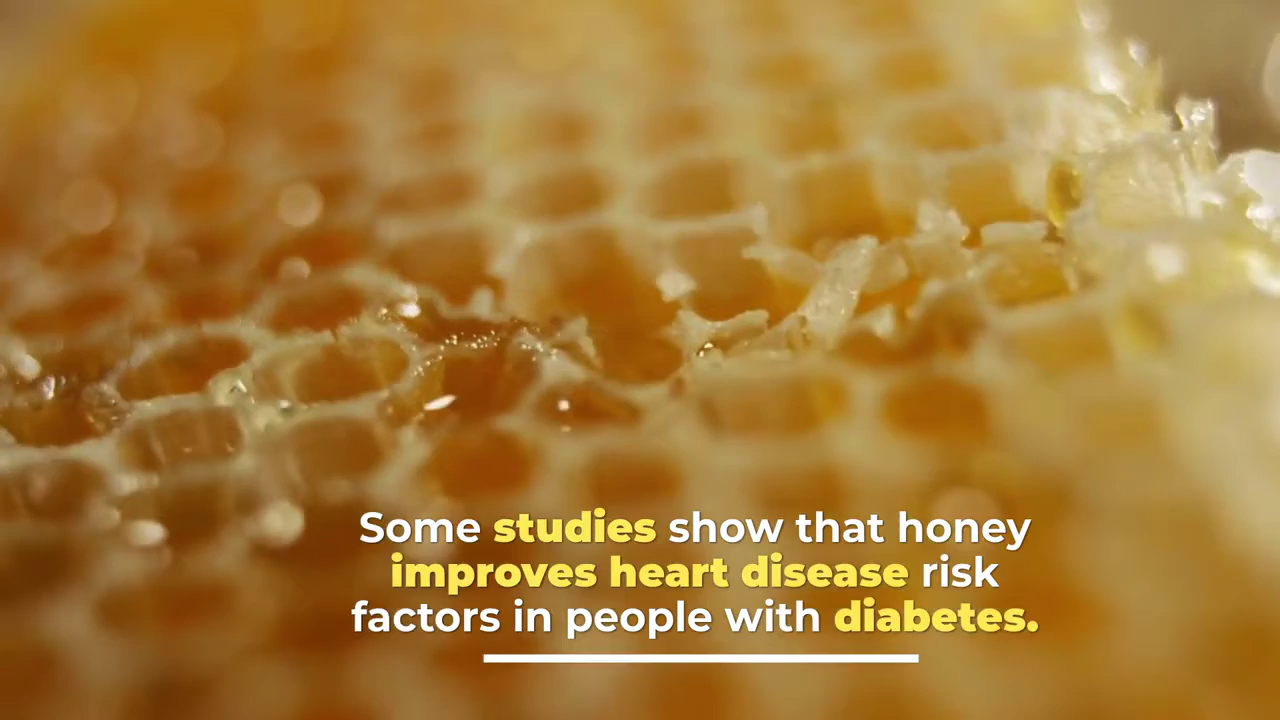 Some studies show that honey
improves heart disease risk
factors in people with diabetes.